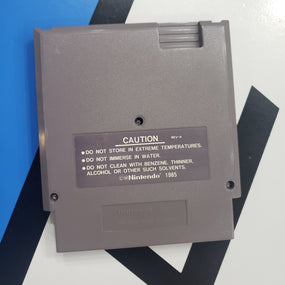 CAUTION
REV-A
●DO NOT STORE IN EXTREME TEMPERATURES.
●DO NOT IMMERSE IN WATER.
●DO NOT CLEAN WITH BENZENE, THINNER,
ALCOHOL OR OTHER SUCH SOLVENTS.
Nintendo 1985